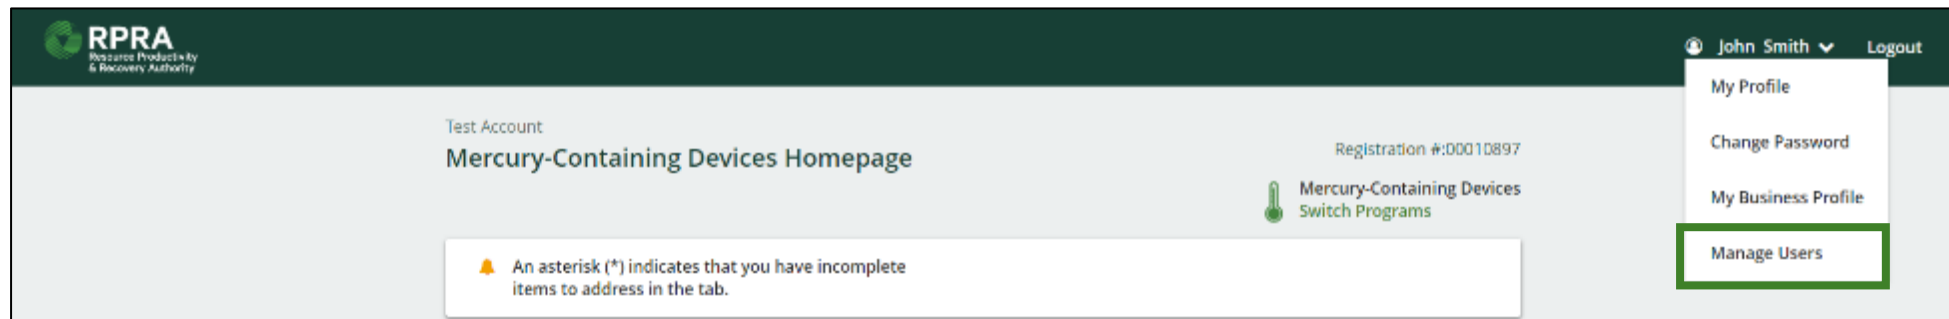 RPRA
Resource Productivity
& Recovery Authority
John Smith
Logout
My Profile
Change Password
My Business Profile
Manage Users
Test Account
Mercury-Containing Devices Homepage
Registration #:00010897
Mercury-Containing Devices
Switch Programs
An asterisk (*) indicates that you have incomplete
items to address in the tab.